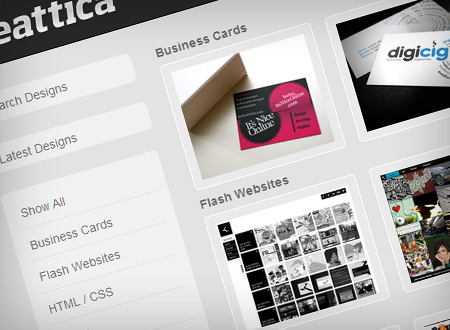 eattica
Business Cards
digicig
arch Designs
It's Nice
Online
Latest Designs
Flash Websites
Show All
Business Cards
Flash Websites
HTML / CSS